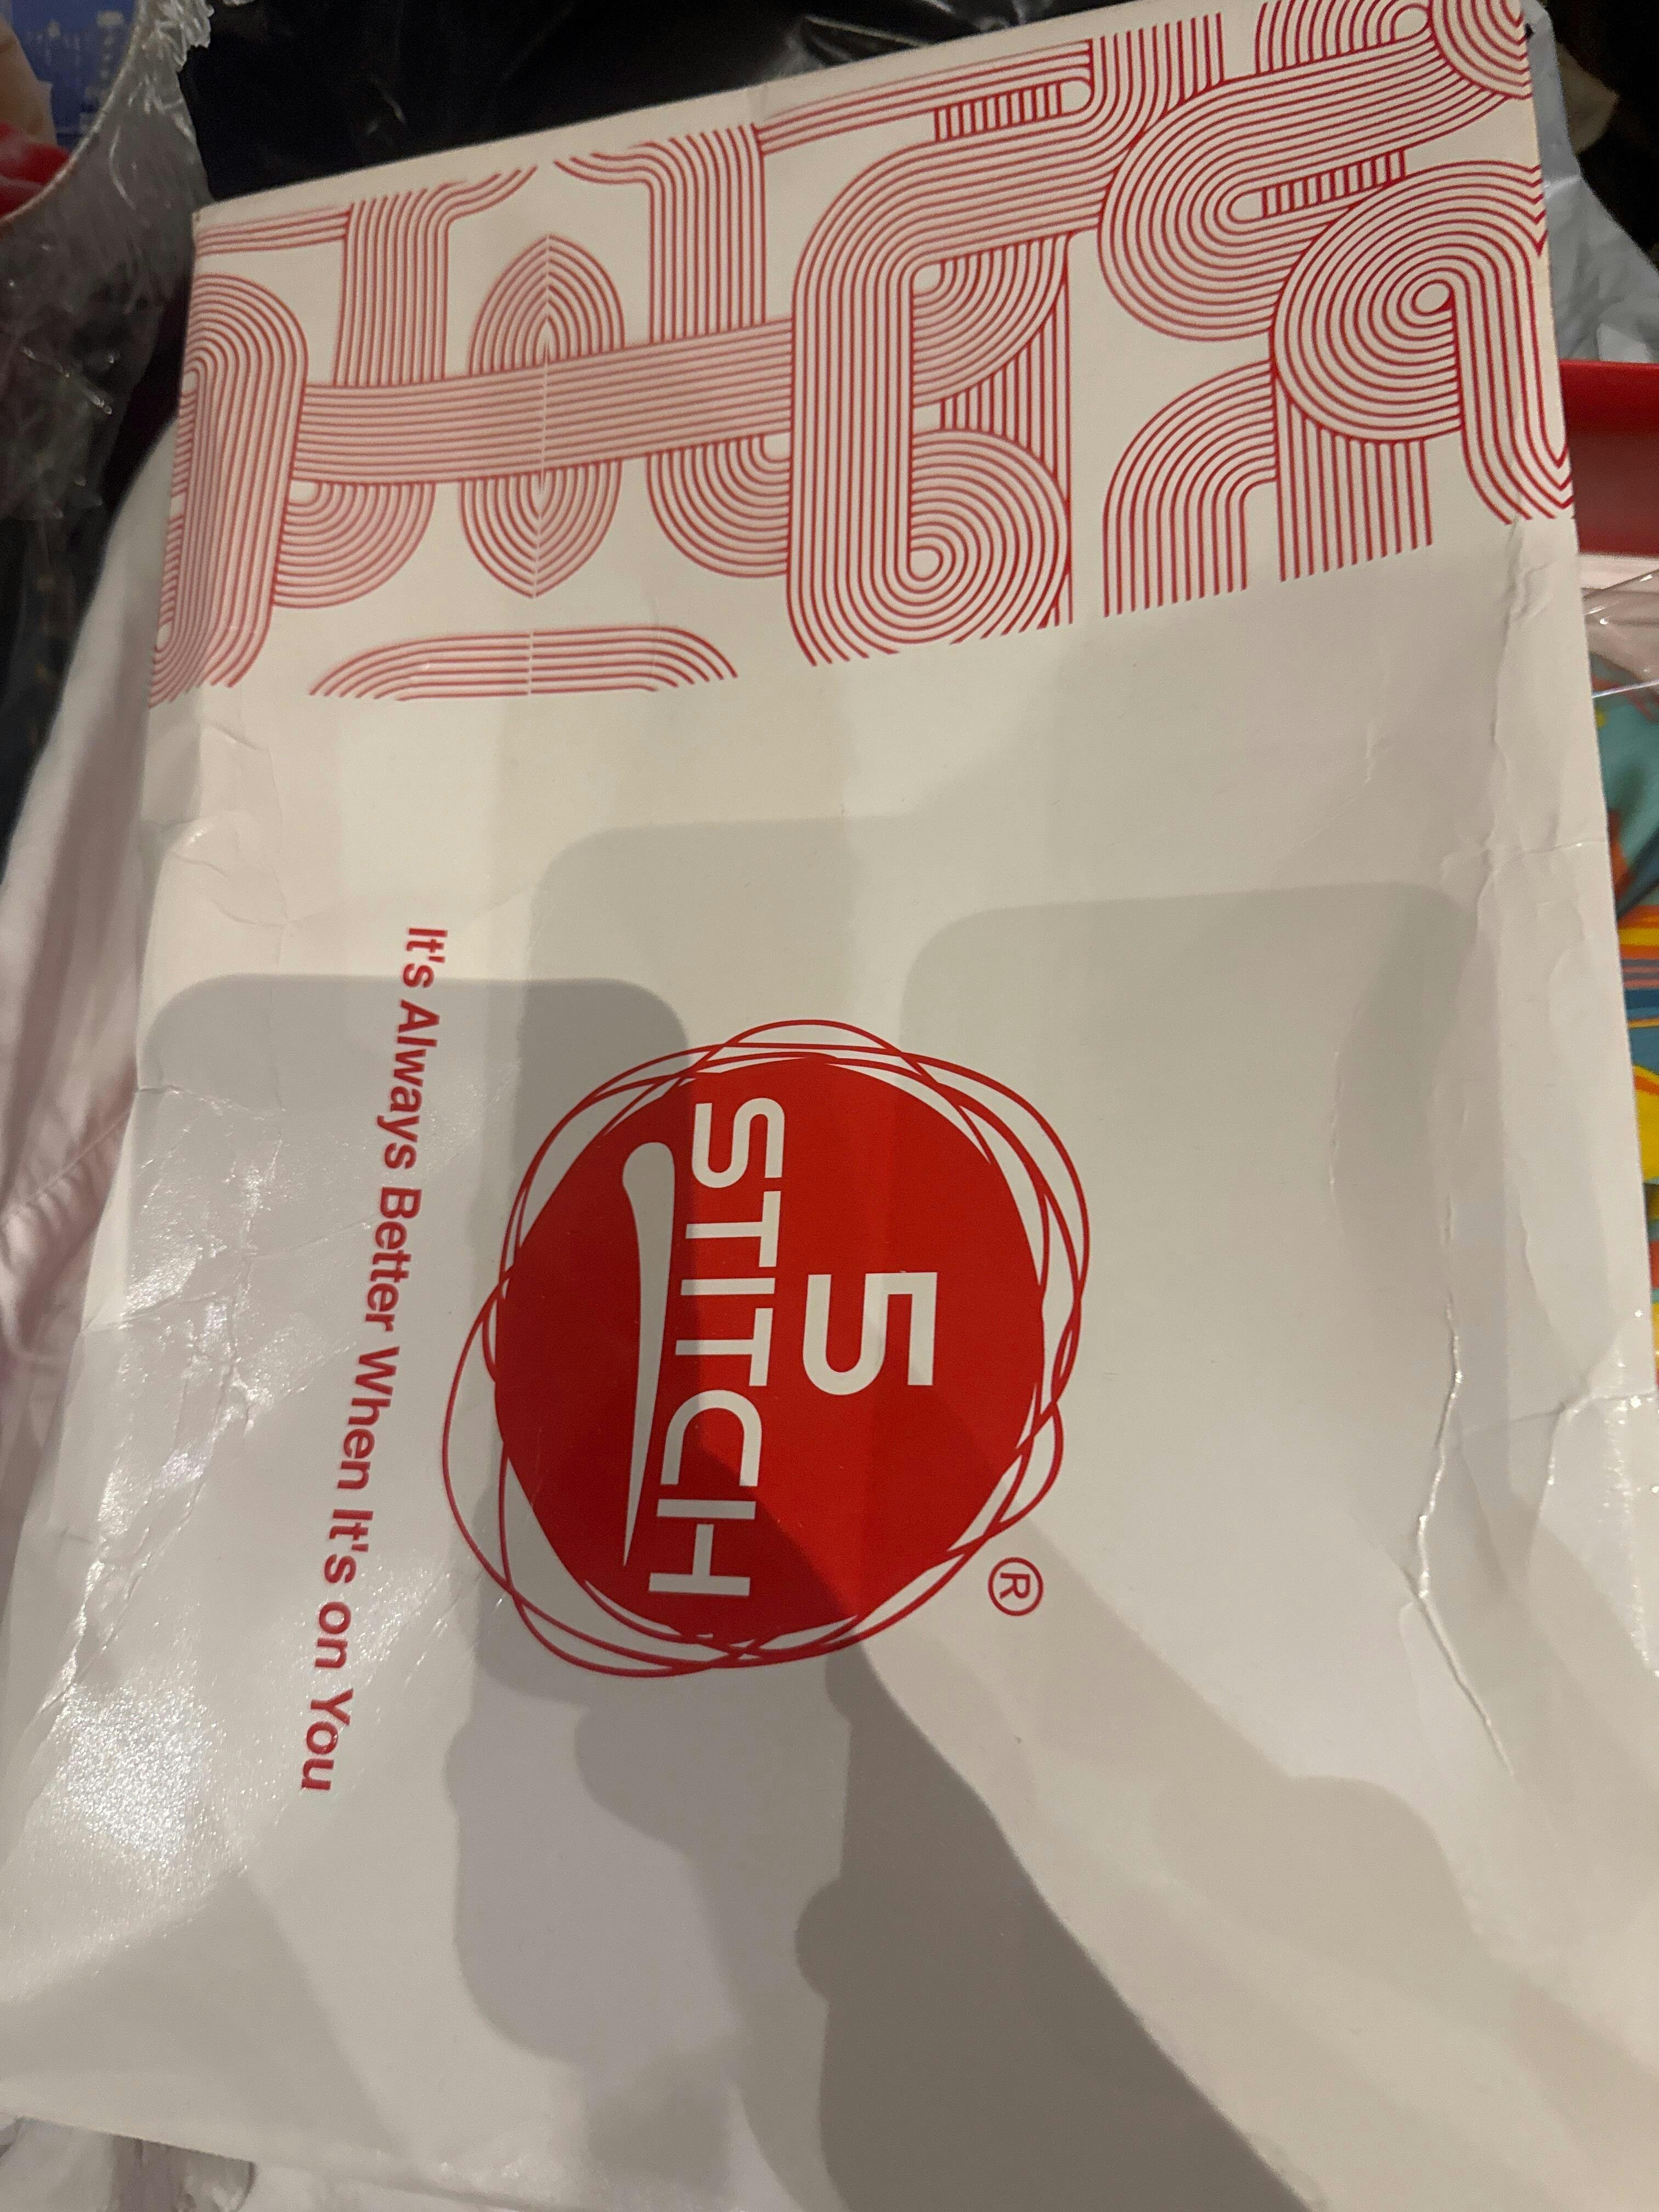 5
STITCH
®
It's Always Better When It's on You